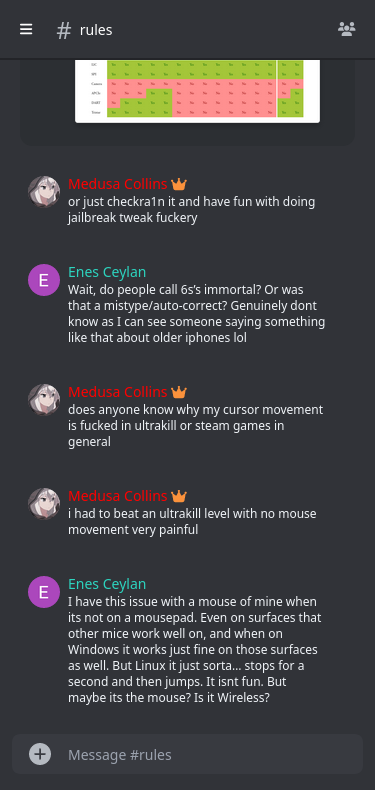 # rules
Medusa Collins
or just checkra1n it and have fun with doing
jailbreak tweak fuckery
E
Enes Ceylan
Wait, do people call 6s's immortal? Or was
that a mistype/auto-correct? Genuinely dont
know as I can see someone saying something
like that about older iphones lol
Medusa Collins
does anyone know why my cursor movement
is fucked in ultrakill or steam games in
general
Medusa Collins
i had to beat an ultrakill level with no mouse
movement very painful
E
Enes Ceylan
I have this issue with a mouse of mine when
its not on a mousepad. Even on surfaces that
other mice work well on, and when on
Windows it works just fine on those surfaces
as well. But Linux it just sorta... stops for a
second and then jumps. It isnt fun. But
maybe its the mouse? Is it Wireless?
Message #rules